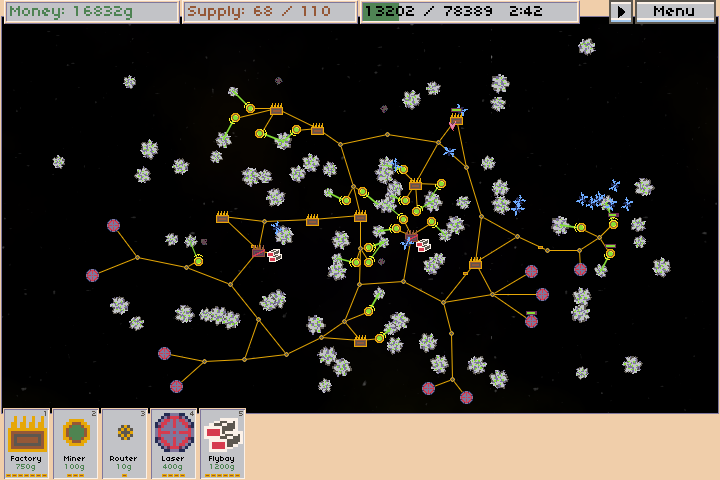 Money: 16832g Supply: 68 / 110 13202 / 78389 2:42 Menu
1 2 3 4 5
Factory Miner Router Laser Flybay
750g 100g 10g 400g 1200g